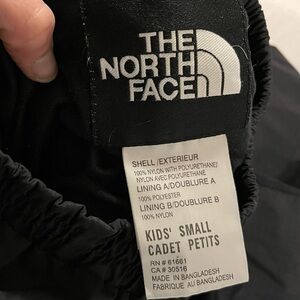 THE
NORTH
FACE
SHELL/EXTERIEUR
100% NYLON WITH POLYURETHANE/
NYLON AVEC POLYURETHANE
LINING A/DOUBLURE A
100% POLYESTER
LINING B/DOUBLURE B
100% NYLON
KIDS' SMALL
CADET PETITS
RN # 61661
CA # 30516
MADE IN BANGLADESH
FABRIQUE AU BANGLADESH